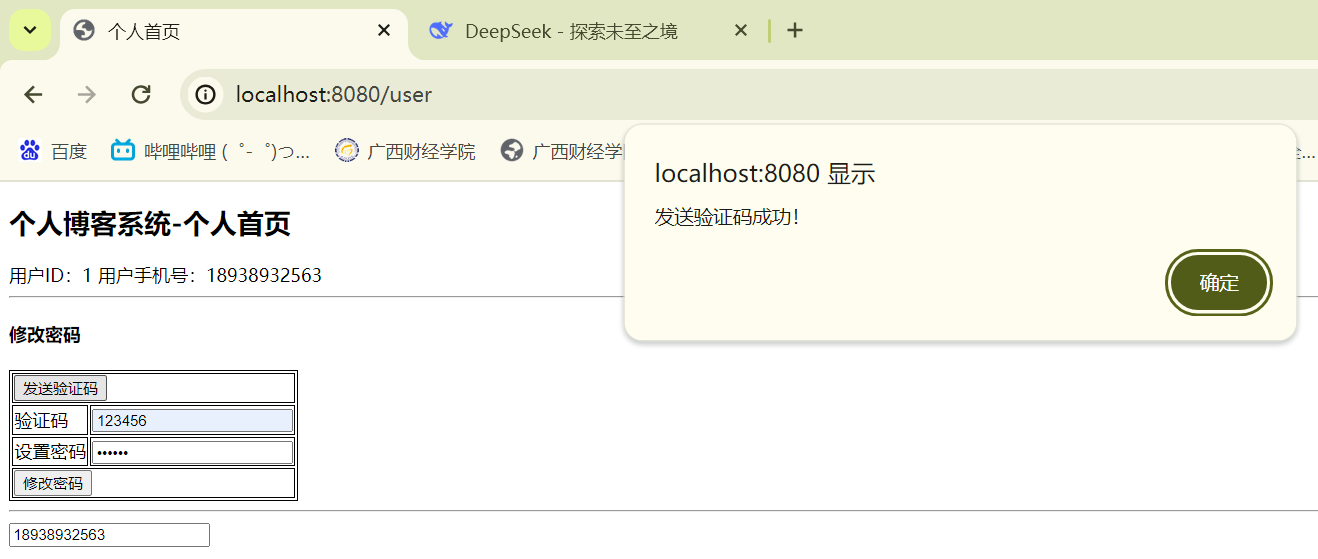 个人首页
DeepSeek - 探索未至之境
localhost:8080/user
百度
哔哩哔哩 ( ゜- ゜)つ...
广西财经学院
广西财经学
localhost:8080 显示
发送验证码成功！
确定
个人博客系统-个人首页
用户ID：1 用户手机号：18938932563
修改密码
发送验证码
验证码 123456
设置密码 ••••••
修改密码
18938932563